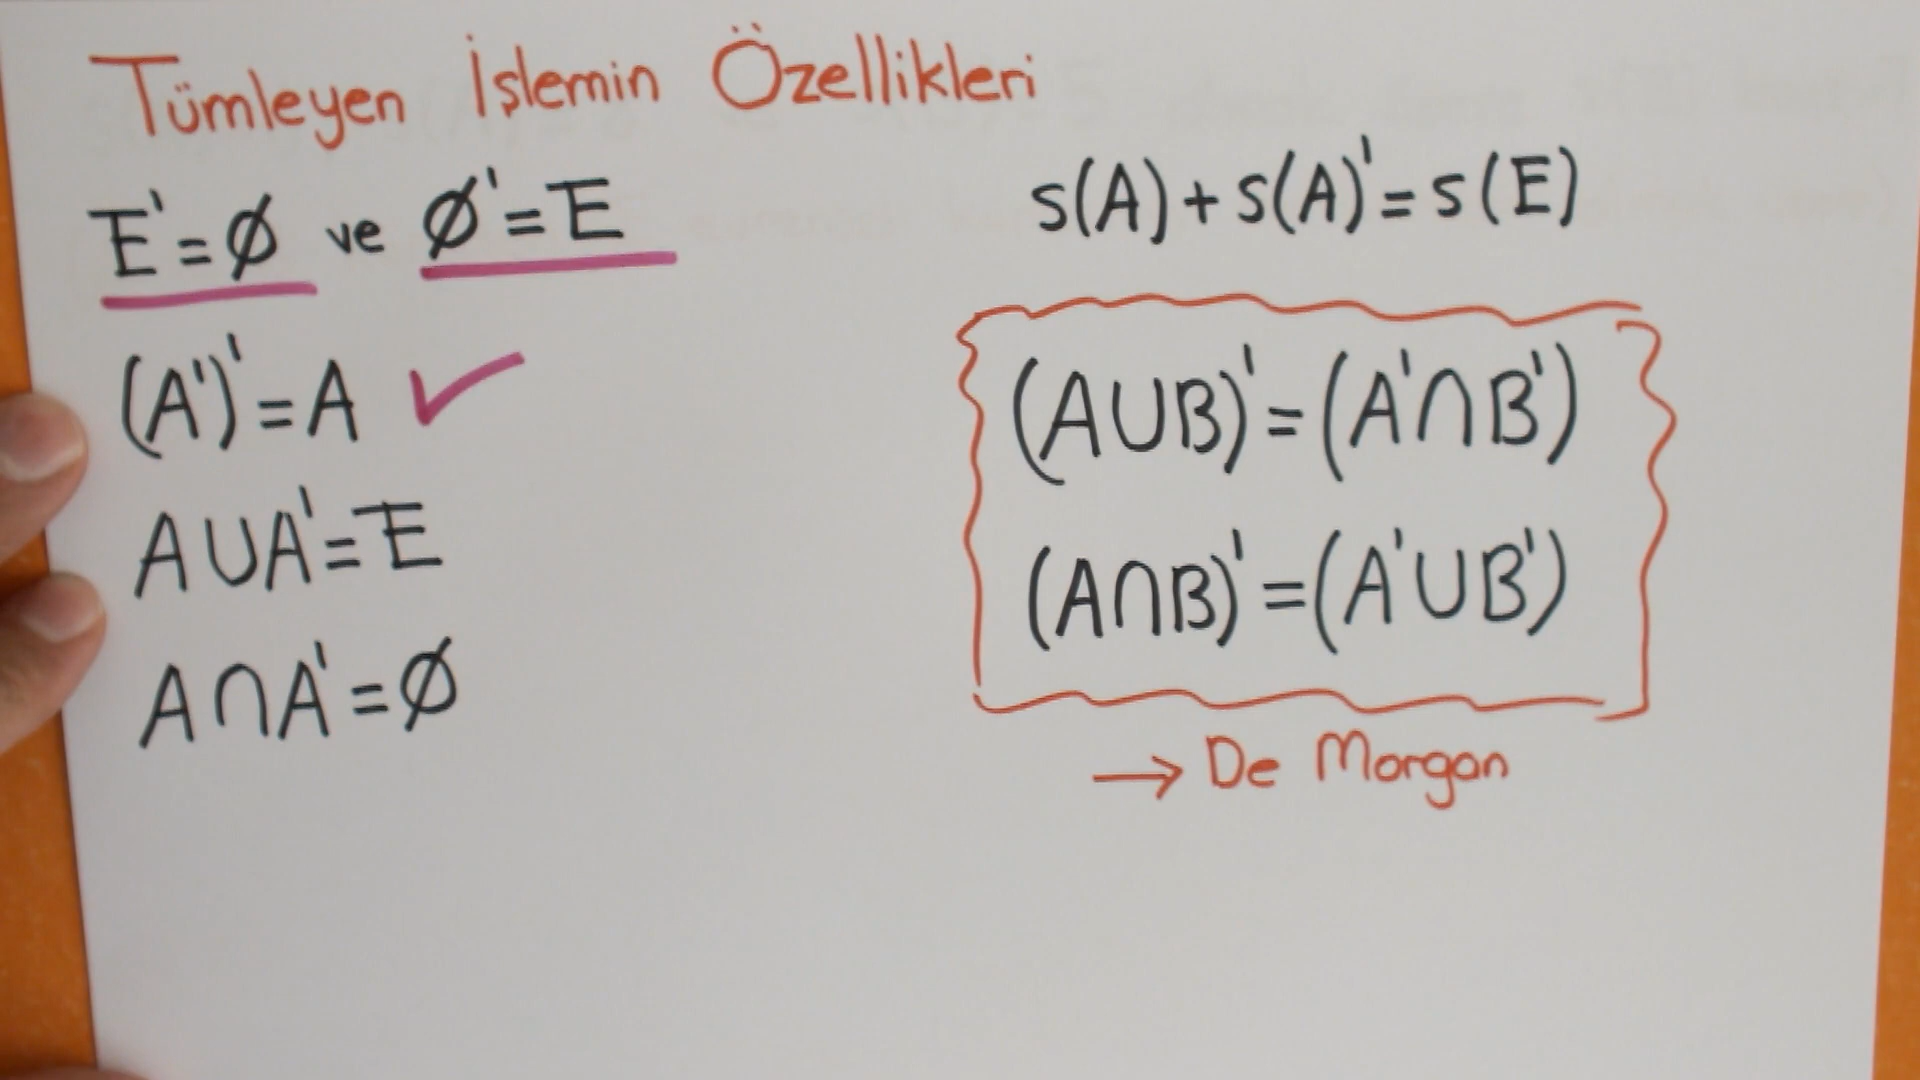 Tümleyen İşlemin Özellikleri
E'=Ø ve Ø'=E
(A')'=A ✓
A∪A'=E
A∩A'=Ø
s(A)+s(A)'=s(E)
(A∪B)'=(A'∩B')
(A∩B)'=(A'∪B')
→ De Morgan